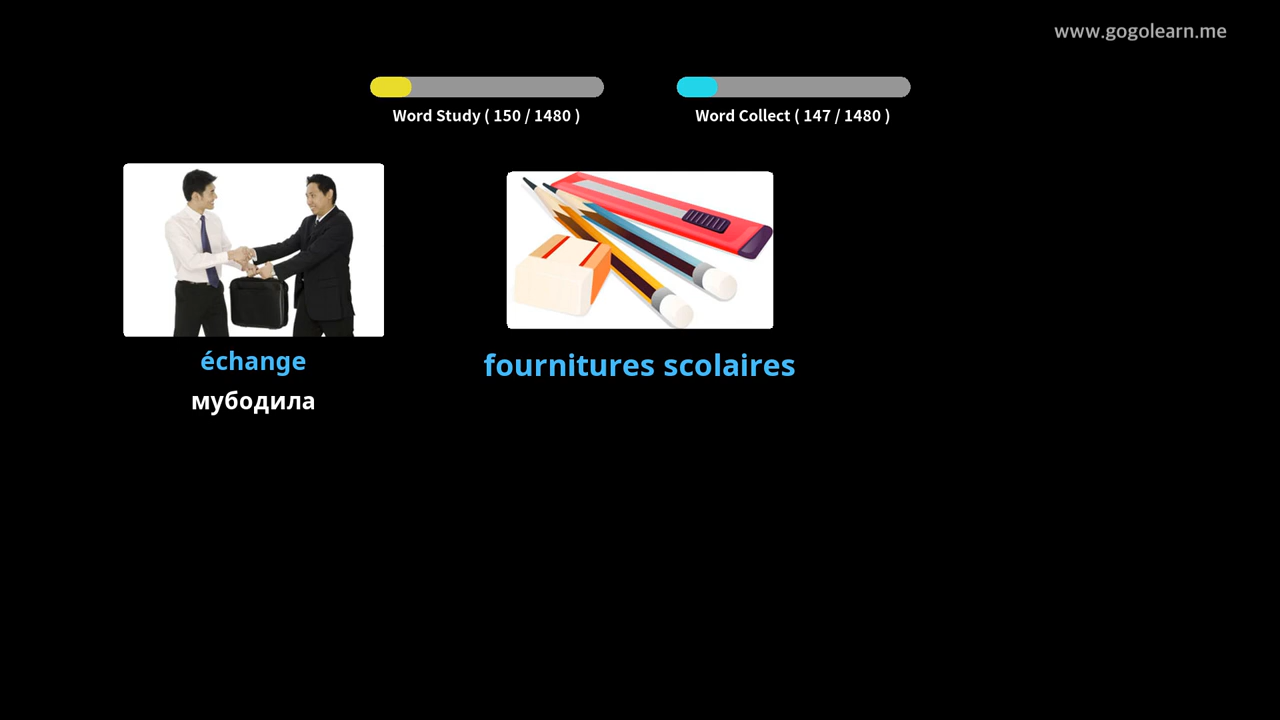 www.gogolearn.me
Word Study ( 150 / 1480 )
Word Collect ( 147 / 1480 )
échange
мубодила
fournitures scolaires